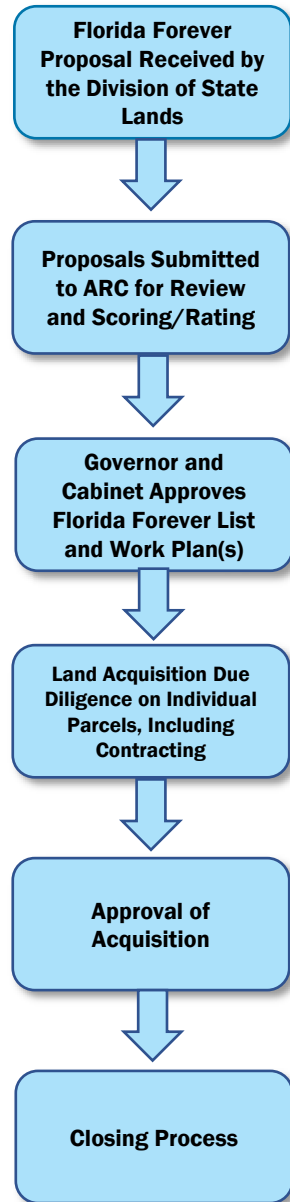 Florida Forever
Proposal Received by
the Division of State
Lands
Proposals Submitted
to ARC for Review
and Scoring/Rating
Governor and
Cabinet Approves
Florida Forever List
and Work Plan(s)
Land Acquisition Due
Diligence on Individual
Parcels, Including
Contracting
Approval of
Acquisition
Closing Process